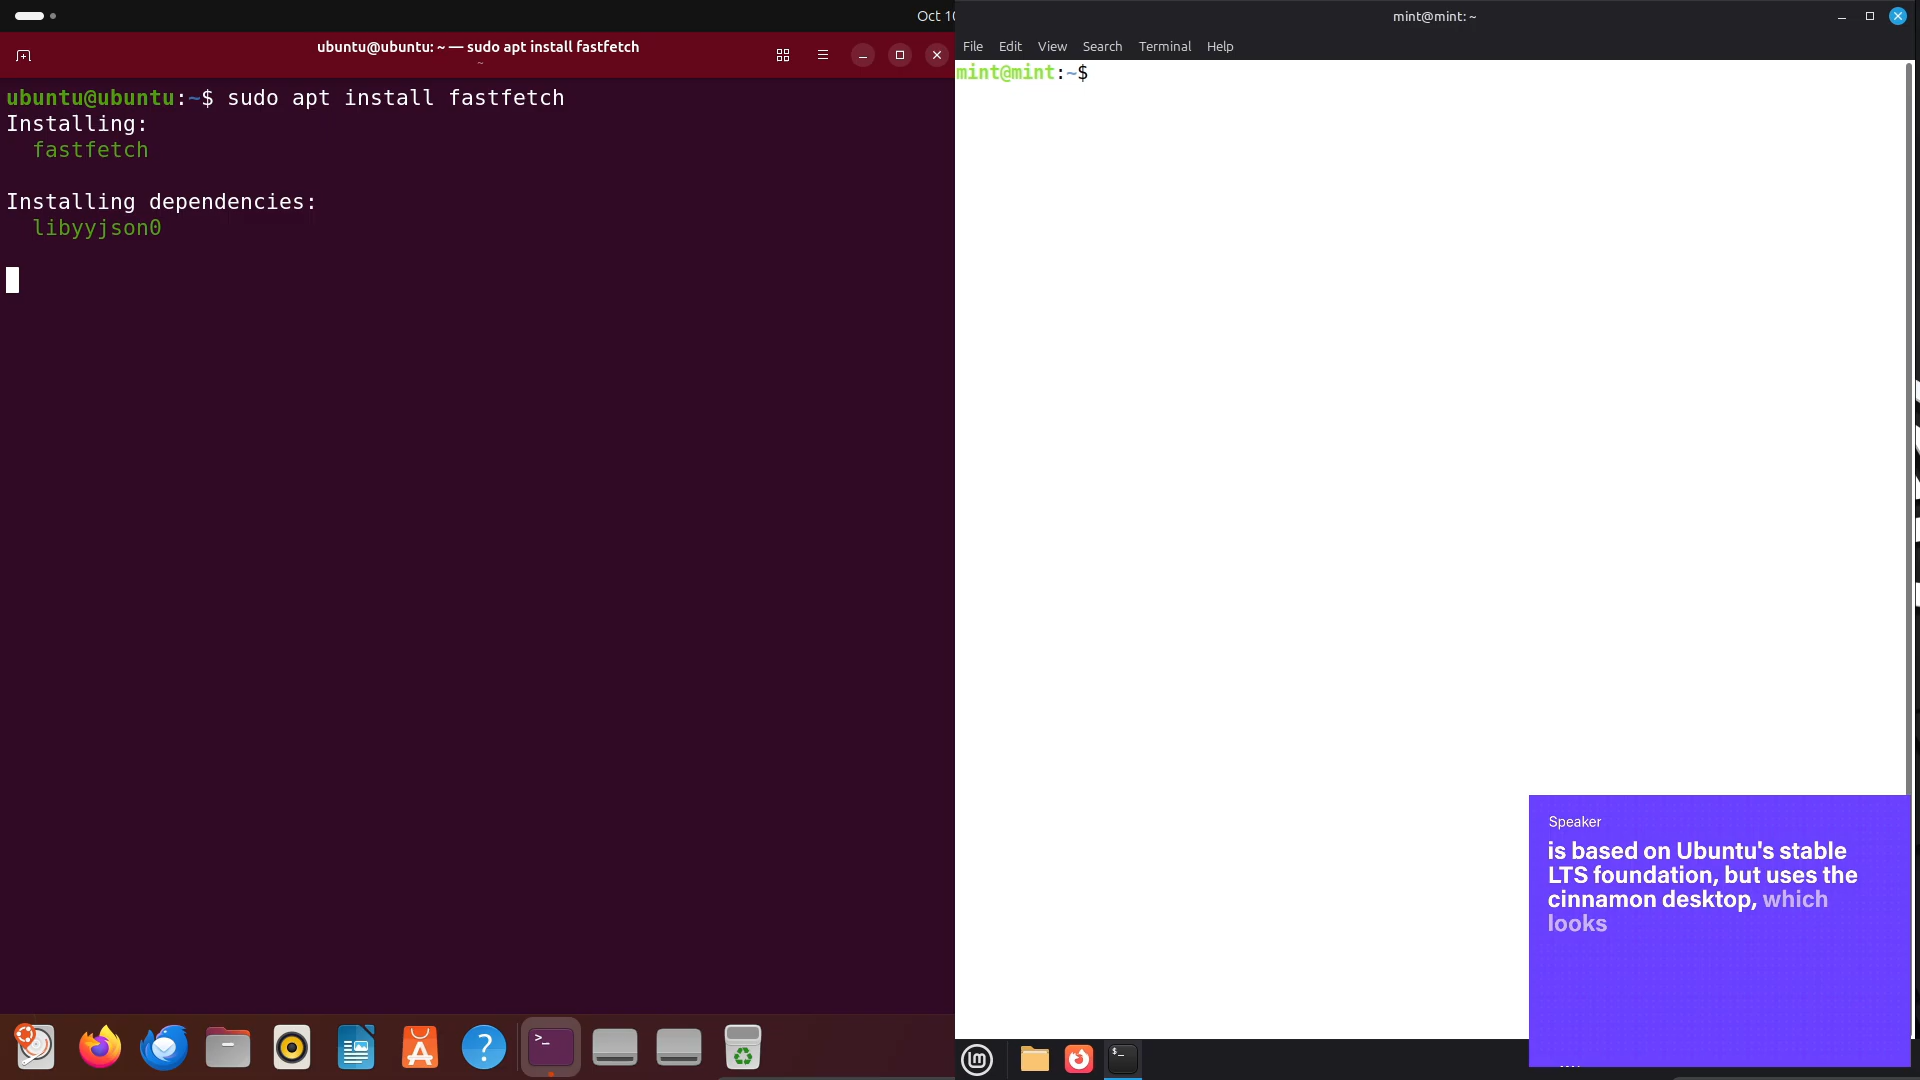 Oct 10
ubuntu@ubuntu: ~ — sudo apt install fastfetch
~
ubuntu@ubuntu:~$ sudo apt install fastfetch
Installing:
fastfetch
Installing dependencies:
libyyjson0
mint@mint: ~
File Edit View Search Terminal Help
mint@mint:~$
Speaker
is based on Ubuntu's stable
LTS foundation, but uses the
cinnamon desktop, which
looks